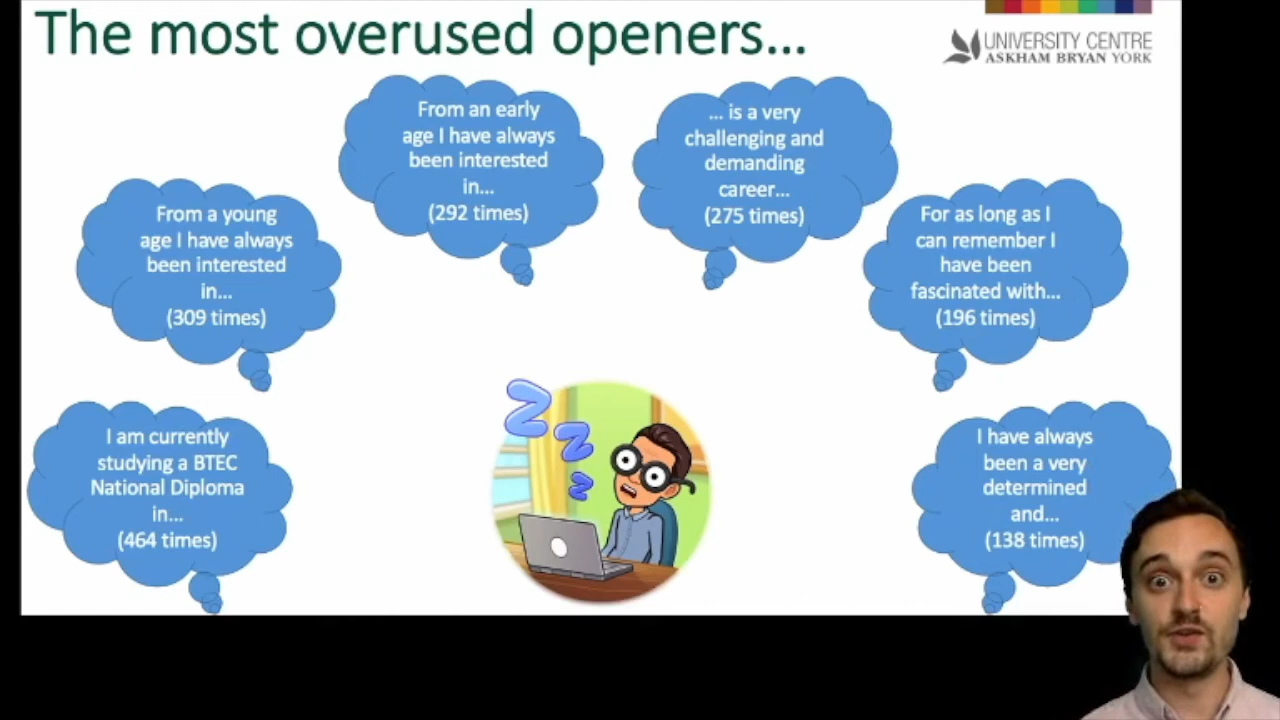 The most overused openers...
UNIVERSITY CENTRE
ASKHAM BRYAN YORK
From an early
age I have always
been interested
in...
(292 times)
... is a very
challenging and
demanding
career...
(275 times)
From a young
age I have always
been interested
in...
(309 times)
For as long as I
can remember I
have been
fascinated with...
(196 times)
I am currently
studying a BTEC
National Diploma
in...
(464 times)
I have always
been a very
determined
and...
(138 times)
Z
Z
Z